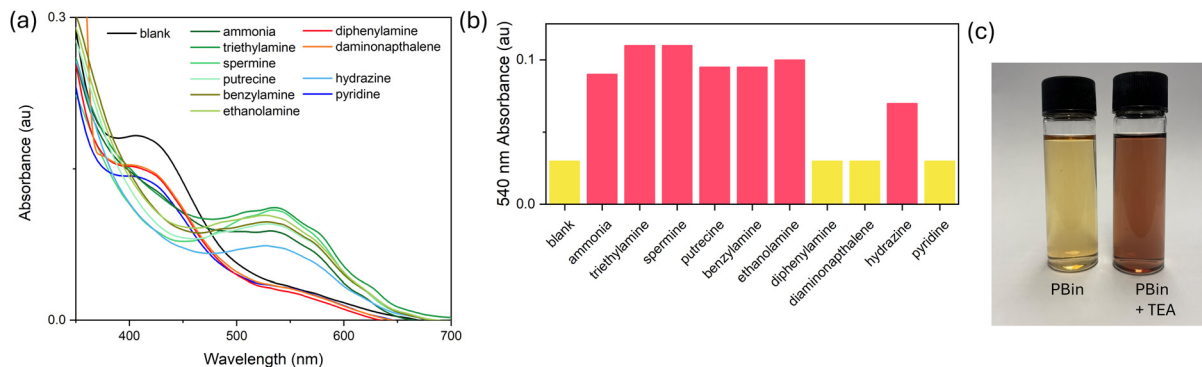 (a)
0.3
0.0
Absorbance (au)
blank
ammonia
triethylamine
spermine
putrecine
benzylamine
ethanolamine
diphenylamine
daminonapthalene
hydrazine
pyridine
400
500
600
700
Wavelength (nm)
(b)
540 nm Absorbance (au)
0.1
0.0
blank
ammonia
triethylamine
spermine
putrecine
benzylamine
ethanolamine
diphenylamine
diaminonapthalene
hydrazine
pyridine
(c)
PBin
PBin
+ TEA